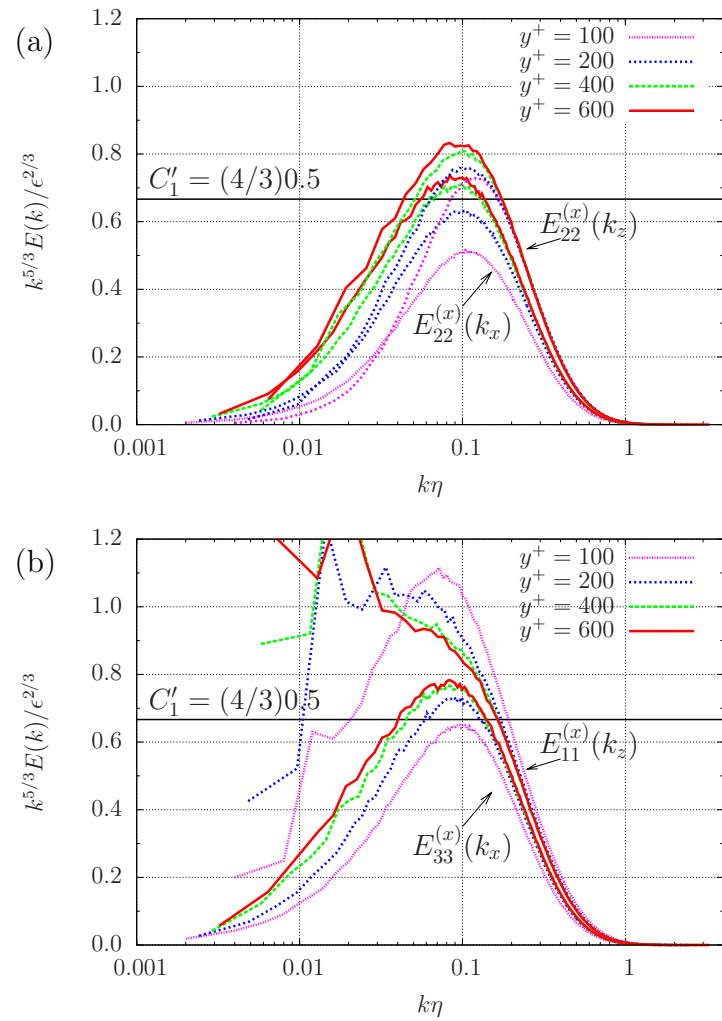 (a)
1.2
1.0
0.8
0.6
0.4
0.2
0.0
k^{5/3}E(k)/ϵ^{2/3}
y^+ = 100
y^+ = 200
y^+ = 400
y^+ = 600
C'_1 = (4/3)0.5
E_{22}^{(x)}(k_z)
E_{22}^{(x)}(k_x)
0.001
0.01
0.1
1
kη
(b)
1.2
1.0
0.8
0.6
0.4
0.2
0.0
k^{5/3}E(k)/ϵ^{2/3}
y^+ = 100
y^+ = 200
y^+ = 400
y^+ = 600
C'_1 = (4/3)0.5
E_{11}^{(x)}(k_z)
E_{33}^{(x)}(k_x)
0.001
0.01
0.1
1
kη